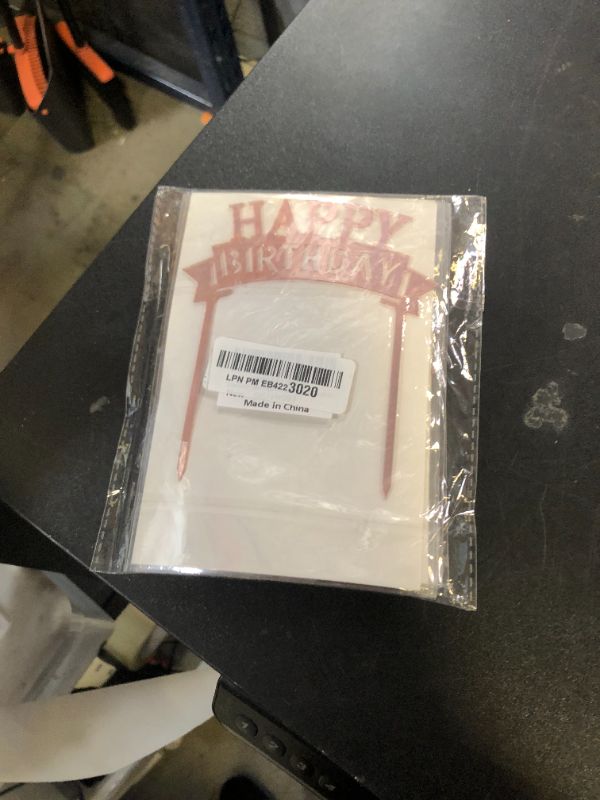 HAPPY
BIRTHDAY
LPN PM EB4223020
Made in China